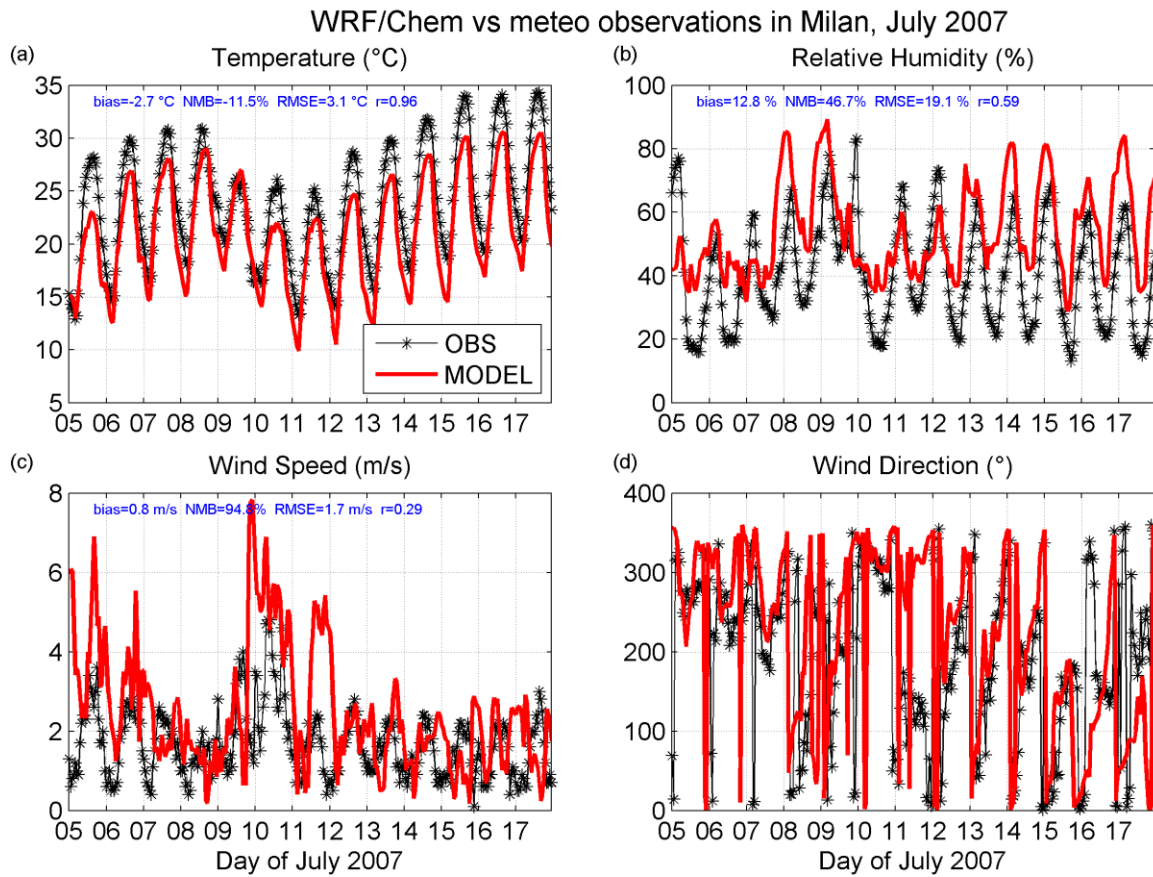 WRF/Chem vs meteo observations in Milan, July 2007
(a)
Temperature (°C)
bias=-2.7 °C NMB=-11.5% RMSE=3.1 °C r=0.96
35
30
25
20
15
10
5
OBS
MODEL
05 06 07 08 09 10 11 12 13 14 15 16 17
(b)
Relative Humidity (%)
bias=12.8 % NMB=46.7% RMSE=19.1 % r=0.59
100
80
60
40
20
0
05 06 07 08 09 10 11 12 13 14 15 16 17
(c)
Wind Speed (m/s)
bias=0.8 m/s NMB=94.8% RMSE=1.7 m/s r=0.29
8
6
4
2
0
05 06 07 08 09 10 11 12 13 14 15 16 17
Day of July 2007
(d)
Wind Direction (°)
400
300
200
100
0
05 06 07 08 09 10 11 12 13 14 15 16 17
Day of July 2007